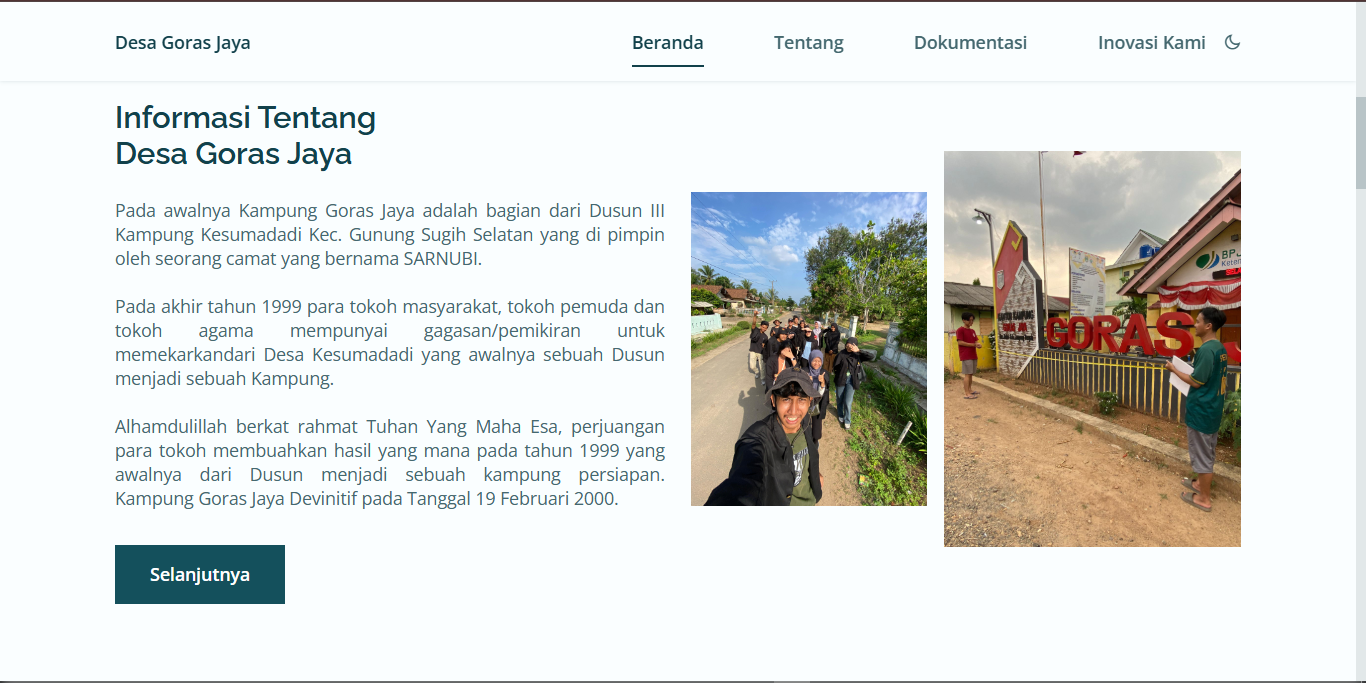 Desa Goras Jaya
Beranda
Tentang
Dokumentasi
Inovasi Kami
Informasi Tentang
Desa Goras Jaya
Pada awalnya Kampung Goras Jaya adalah bagian dari Dusun III
Kampung Kesumadadi Kec. Gunung Sugih Selatan yang di pimpin
oleh seorang camat yang bernama SARNUBI.
Pada akhir tahun 1999 para tokoh masyarakat, tokoh pemuda dan
tokoh agama mempunyai gagasan/pemikiran untuk
memekarkandari Desa Kesumadadi yang awalnya sebuah Dusun
menjadi sebuah Kampung.
Alhamdulillah berkat rahmat Tuhan Yang Maha Esa, perjuangan
para tokoh membuahkan hasil yang mana pada tahun 1999 yang
awalnya dari Dusun menjadi sebuah kampung persiapan.
Kampung Goras Jaya Devinitif pada Tanggal 19 Februari 2000.
Selanjutnya
GORAS